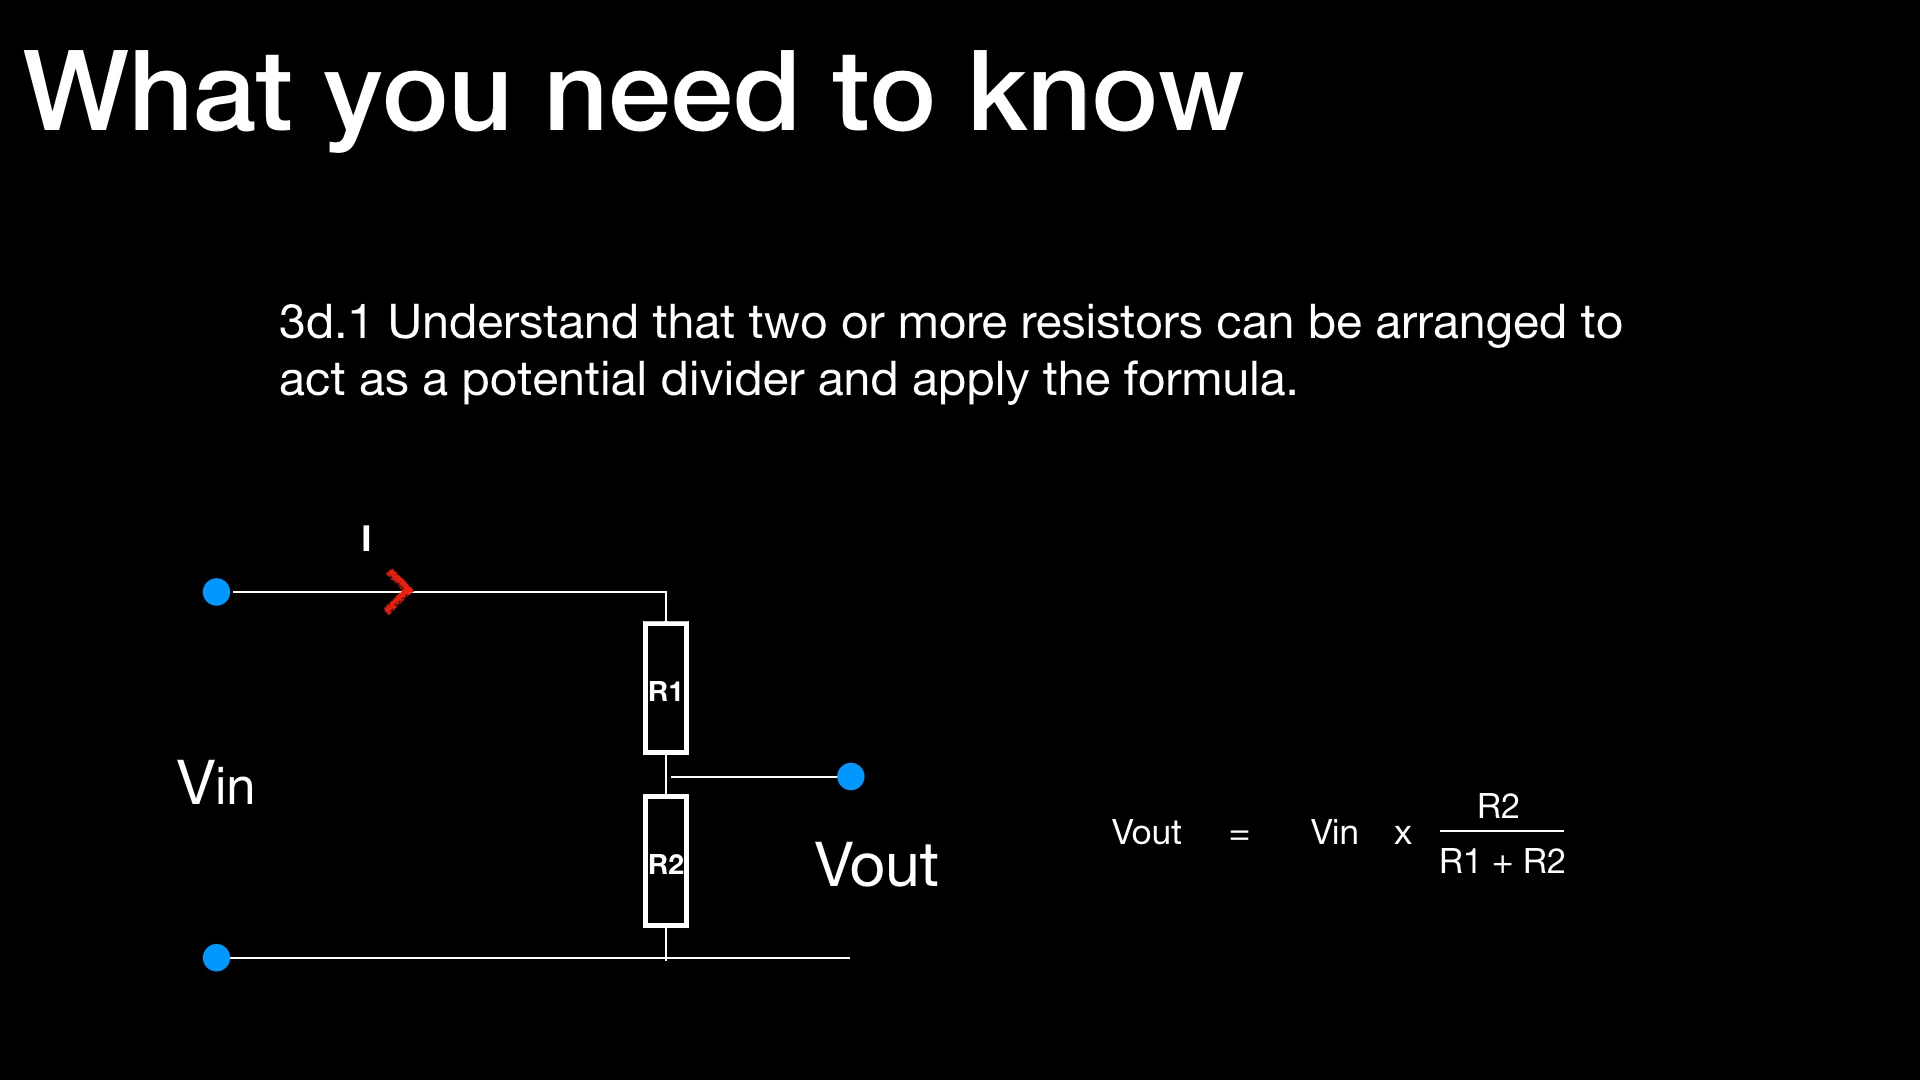 What you need to know
3d.1 Understand that two or more resistors can be arranged to
act as a potential divider and apply the formula.
I
R1
Vin
R2
Vout
Vout = Vin x
R2
R1 + R2